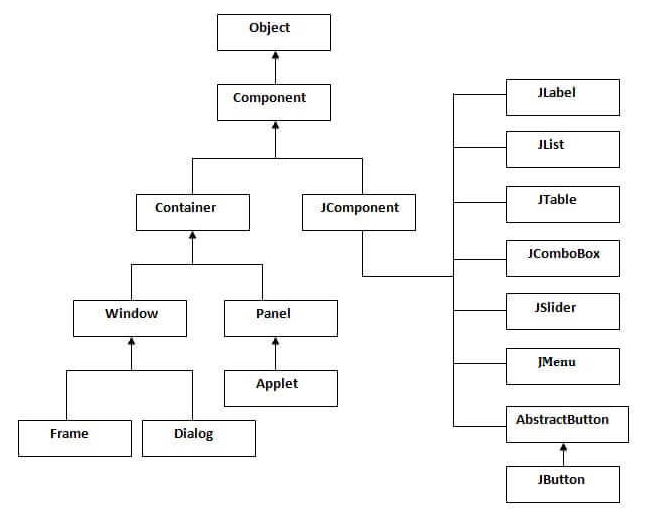 Object
Component
Container
JComponent
Window
Panel
Applet
Frame
Dialog
JLabel
JList
JTable
JComboBox
JSlider
JMenu
AbstractButton
JButton